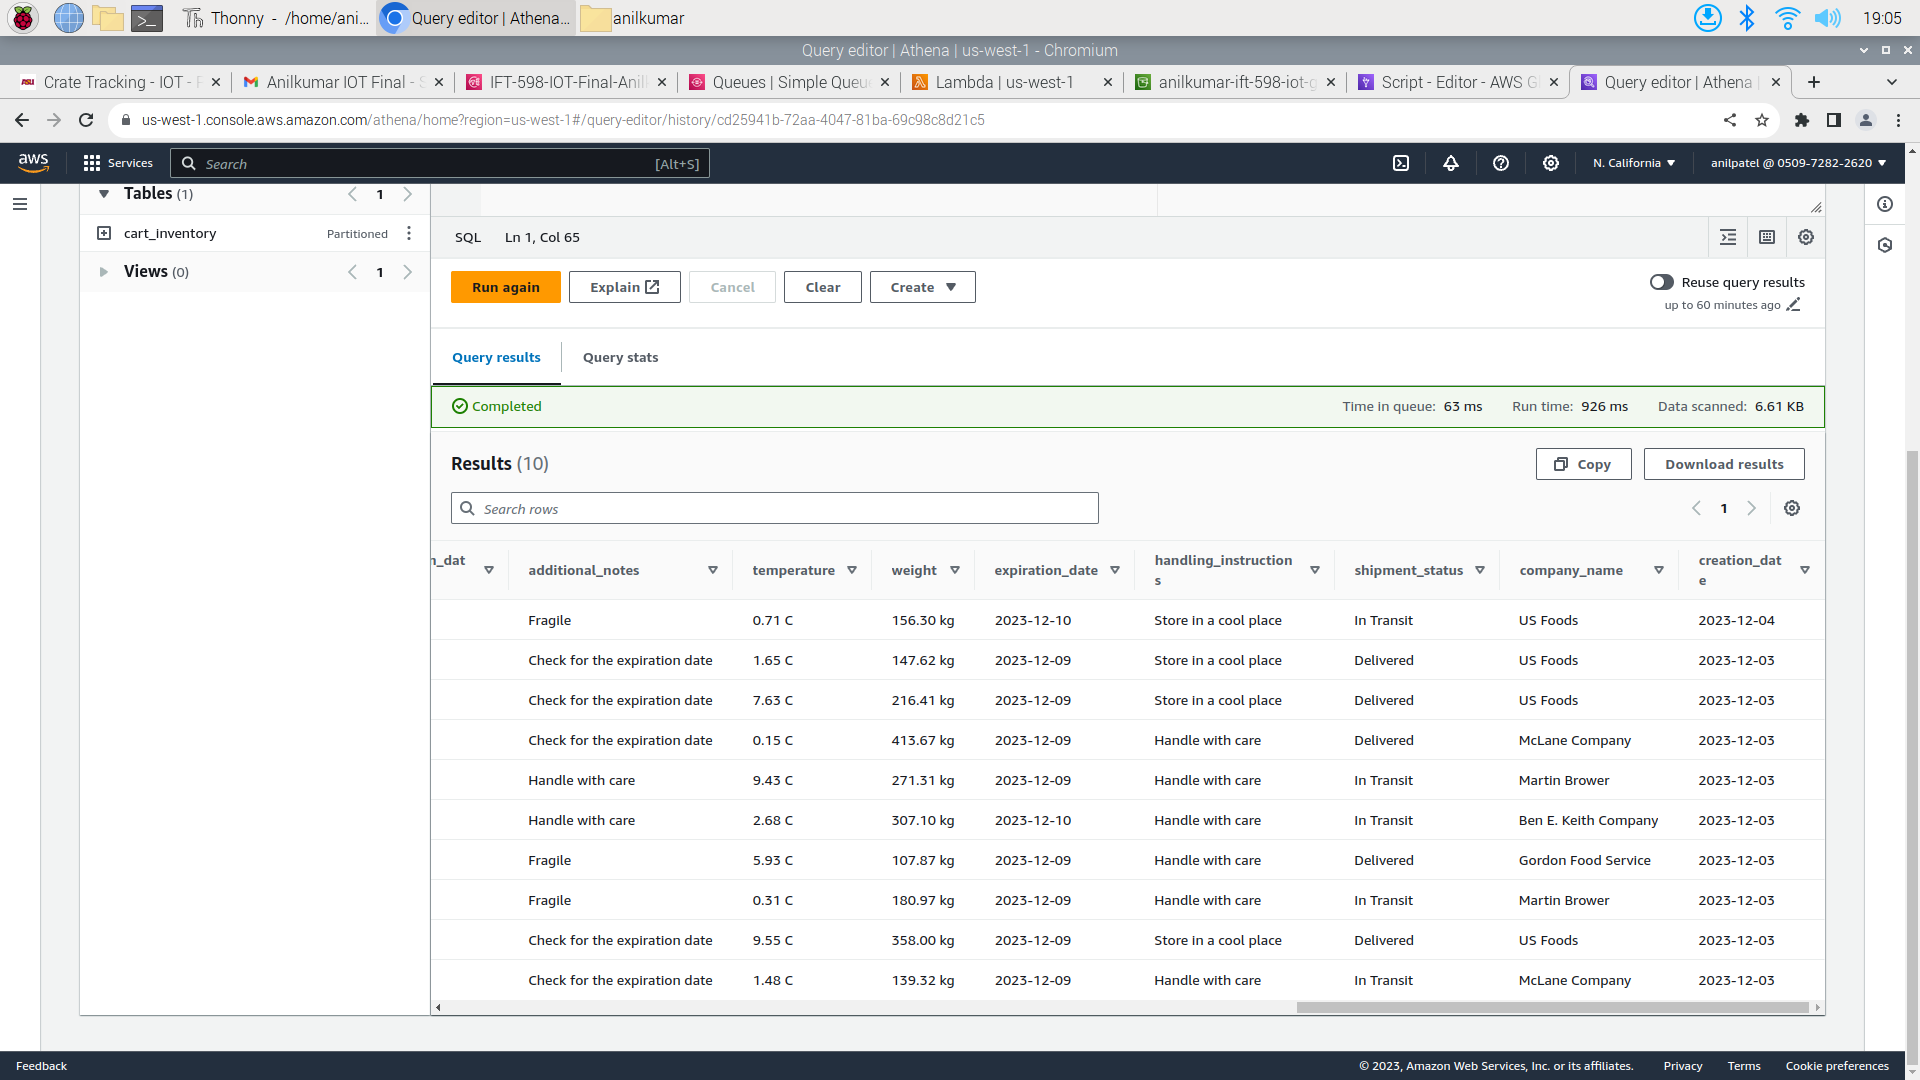 Thonny - /home/ani...
Query editor | Athena...
anilkumar
19:05
Query editor | Athena | us-west-1 - Chromium
Crate Tracking - IOT - F
Anilkumar IOT Final - S
IFT-598-IOT-Final-Anil
Queues | Simple Queu
Lambda | us-west-1
anilkumar-ift-598-iot-g
Script - Editor - AWS Gl
Query editor | Athena |
us-west-1.console.aws.amazon.com/athena/home?region=us-west-1#/query-editor/history/cd25941b-72aa-4047-81ba-69c98c8d21c5
aws
Services
Search
[Alt+S]
N. California
anilpatel @ 0509-7282-2620
Tables (1)
1
cart_inventory
Partitioned
Views (0)
1
SQL
Ln 1, Col 65
Run again
Explain
Cancel
Clear
Create
Reuse query results
up to 60 minutes ago
Query results
Query stats
Completed
Time in queue: 63 ms
Run time: 926 ms
Data scanned: 6.61 KB
Results (10)
Copy
Download results
Search rows
1
n_dat
additional_notes
temperature
weight
expiration_date
handling_instruction
s
shipment_status
company_name
creation_dat
e
Fragile 0.71 C 156.30 kg 2023-12-10 Store in a cool place In Transit US Foods 2023-12-04
Check for the expiration date 1.65 C 147.62 kg 2023-12-09 Store in a cool place Delivered US Foods 2023-12-03
Check for the expiration date 7.63 C 216.41 kg 2023-12-09 Store in a cool place Delivered US Foods 2023-12-03
Check for the expiration date 0.15 C 413.67 kg 2023-12-09 Handle with care Delivered McLane Company 2023-12-03
Handle with care 9.43 C 271.31 kg 2023-12-09 Handle with care In Transit Martin Brower 2023-12-03
Handle with care 2.68 C 307.10 kg 2023-12-10 Handle with care In Transit Ben E. Keith Company 2023-12-03
Fragile 5.93 C 107.87 kg 2023-12-09 Handle with care Delivered Gordon Food Service 2023-12-03
Fragile 0.31 C 180.97 kg 2023-12-09 Handle with care In Transit Martin Brower 2023-12-03
Check for the expiration date 9.55 C 358.00 kg 2023-12-09 Store in a cool place Delivered US Foods 2023-12-03
Check for the expiration date 1.48 C 139.32 kg 2023-12-09 Handle with care In Transit McLane Company 2023-12-03
Feedback
© 2023, Amazon Web Services, Inc. or its affiliates.
Privacy
Terms
Cookie preferences